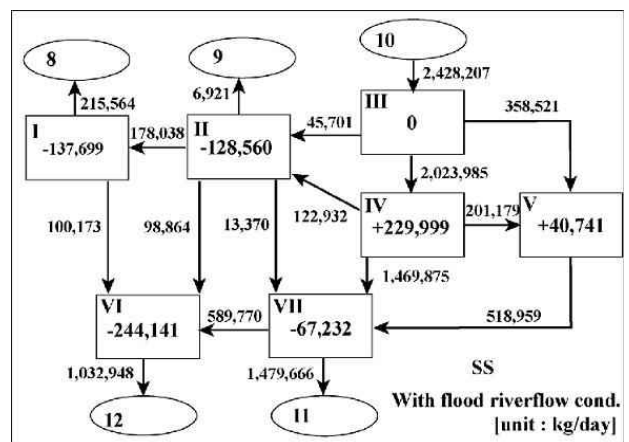 8
9
10
215,564
6,921
2,428,207
I
-137,699
178,038
II
-128,560
45,701
III
0
358,521
2,023,985
100,173
98,864
13,370
122,932
IV
+229,999
201,179
V
+40,741
1,469,875
VI
-244,141
589,770
VII
-67,232
518,959
1,032,948
1,479,666
SS
12
11
With flood riverflow cond.
[unit : kg/day]